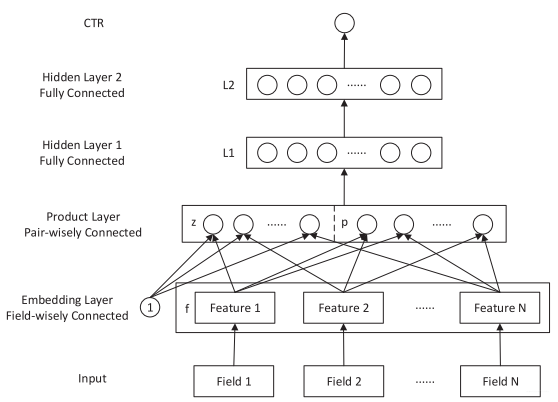 CTR
Hidden Layer 2
Fully Connected
L2
......
Hidden Layer 1
Fully Connected
L1
......
Product Layer
Pair-wisely Connected
z
......
p
......
Embedding Layer
Field-wisely Connected
1
f
Feature 1
Feature 2
......
Feature N
Input
Field 1
Field 2
......
Field N